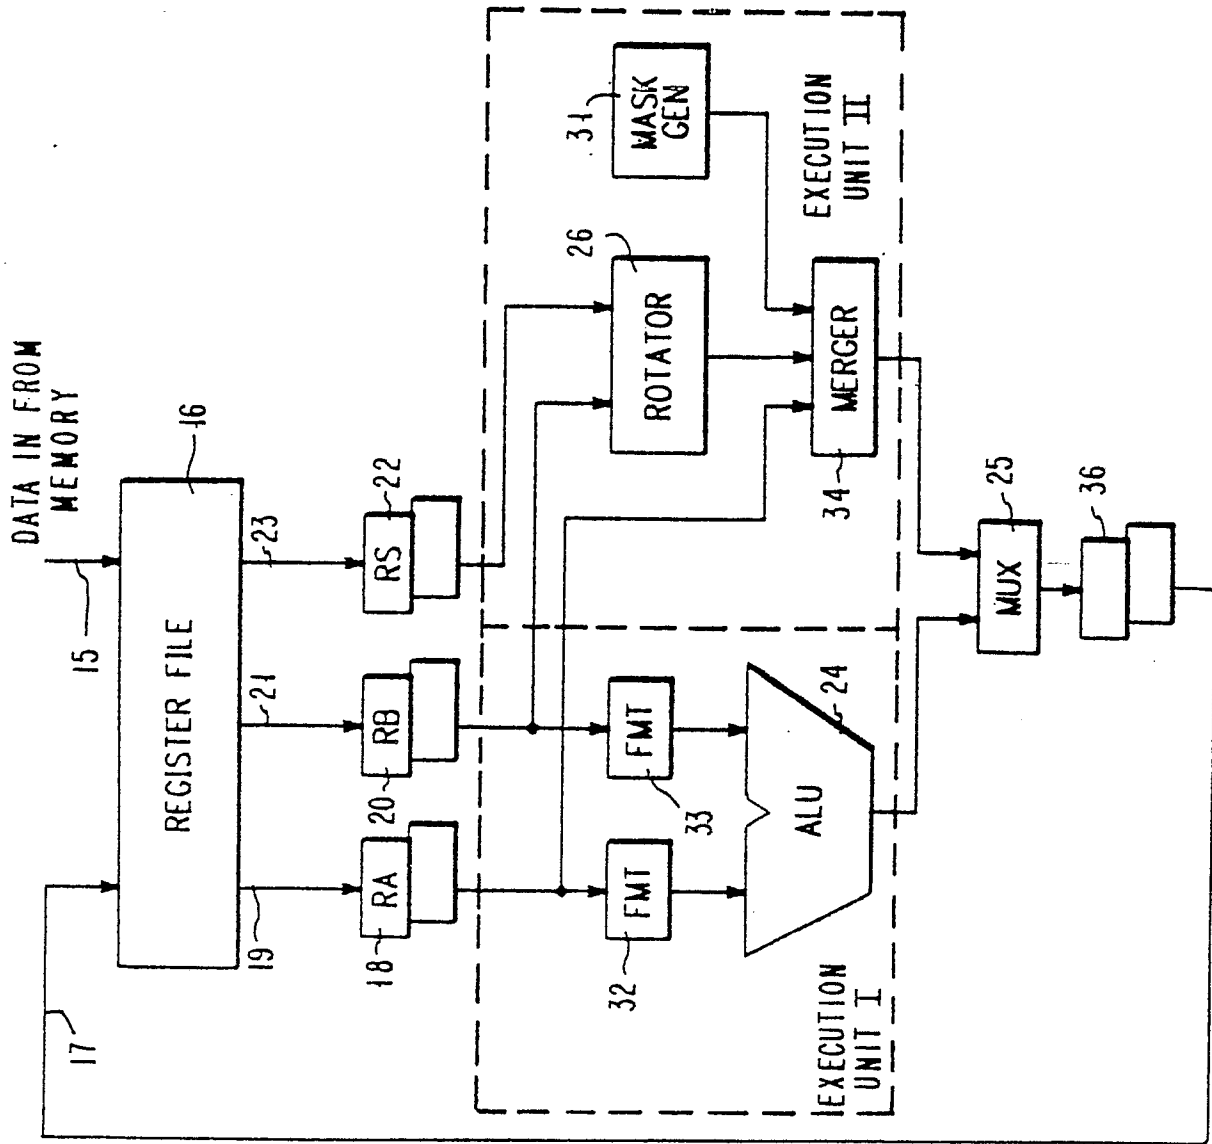 DATA IN FROM
MEMORY
15
17
REGISTER FILE
16
19
21
23
RA
18
RB
20
RS
22
FMT
32
FMT
33
ALU
24
EXECUTION
UNIT I
ROTATOR
26
MASK
GEN
31
MERGER
34
EXECUTION
UNIT II
MUX
25
36